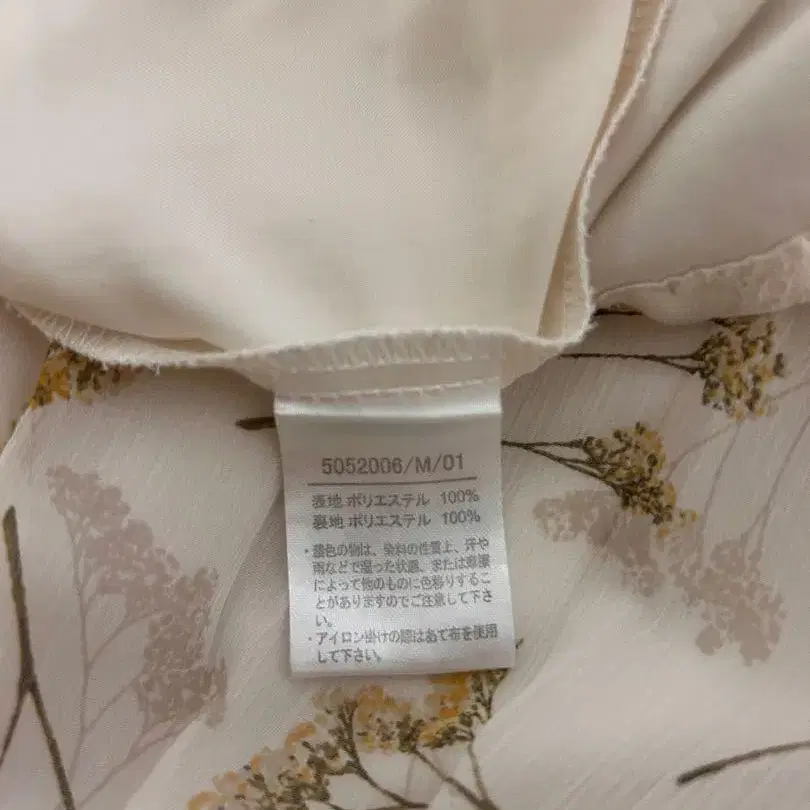 5052006/M/01
表地 ポリエステル 100%
裏地 ポリエステル 100%
・濃色の物は、染料の性質上、汗や
雨などで湿った状態、または摩擦
によって他のものに色移りするこ
とがありますのでご注意して下さ
い。
・アイロン掛けの際はあて布を使用
して下さい。